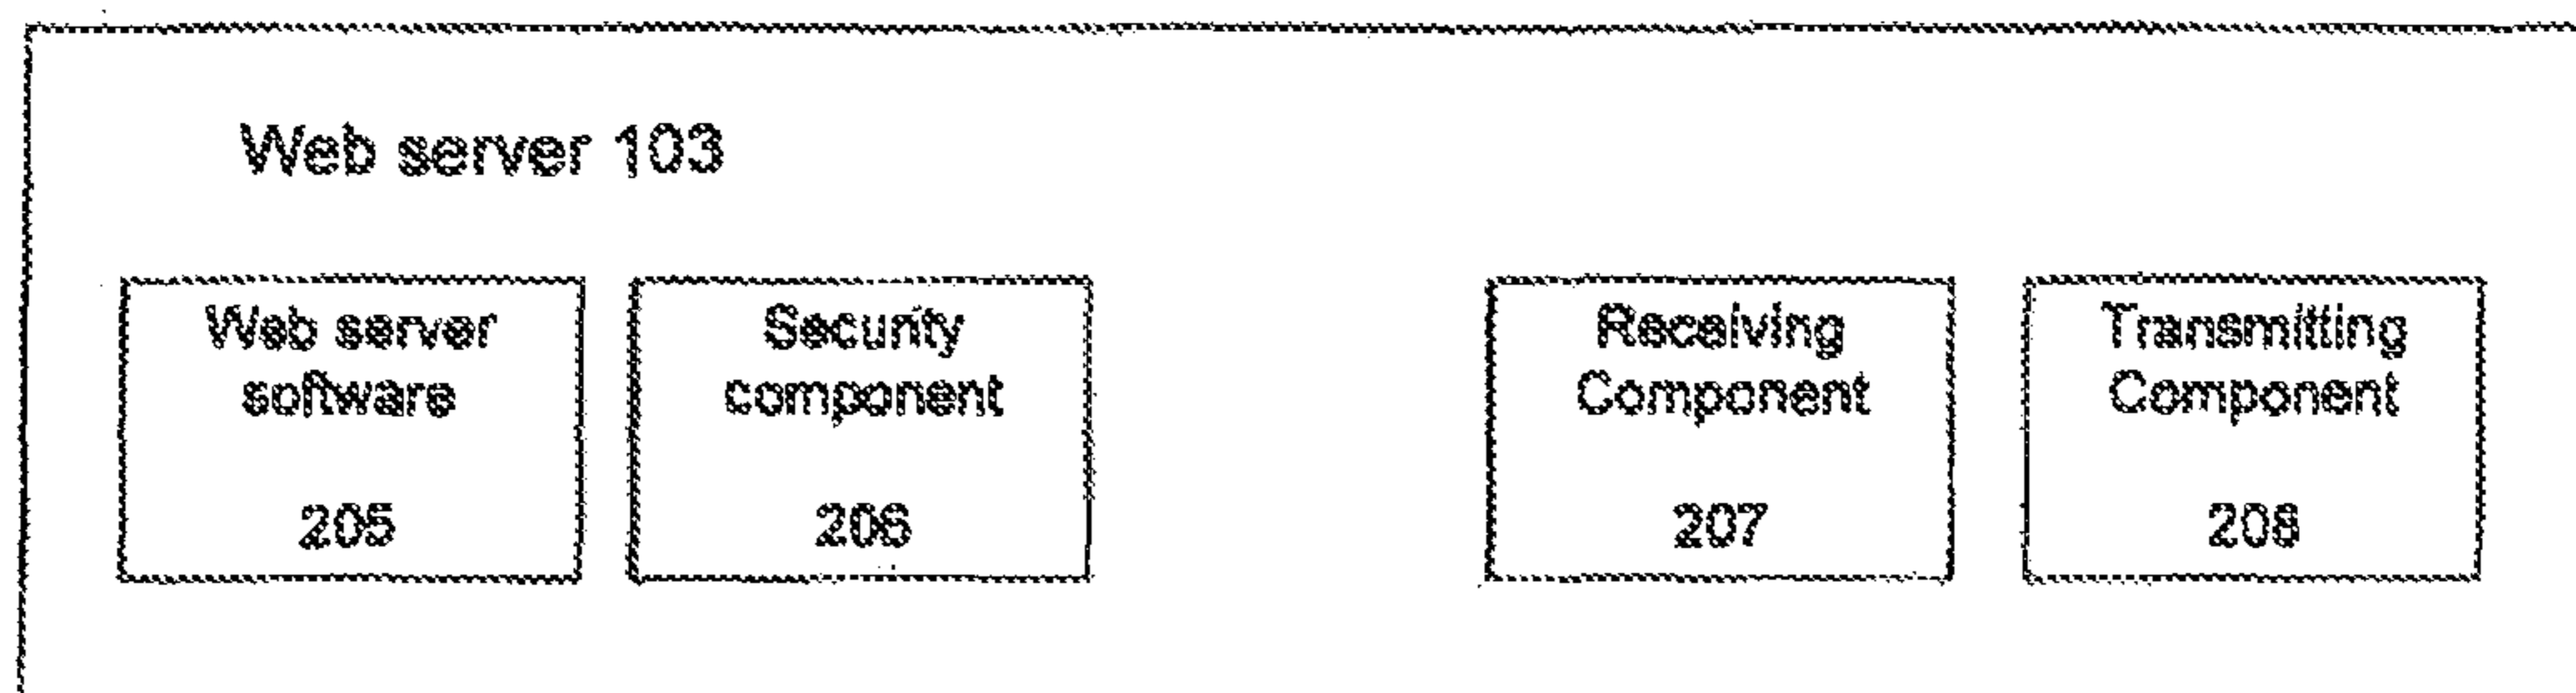 Web server 103
Web server
software
205
Security
component
206
Receiving
Component
207
Transmitting
Component
208